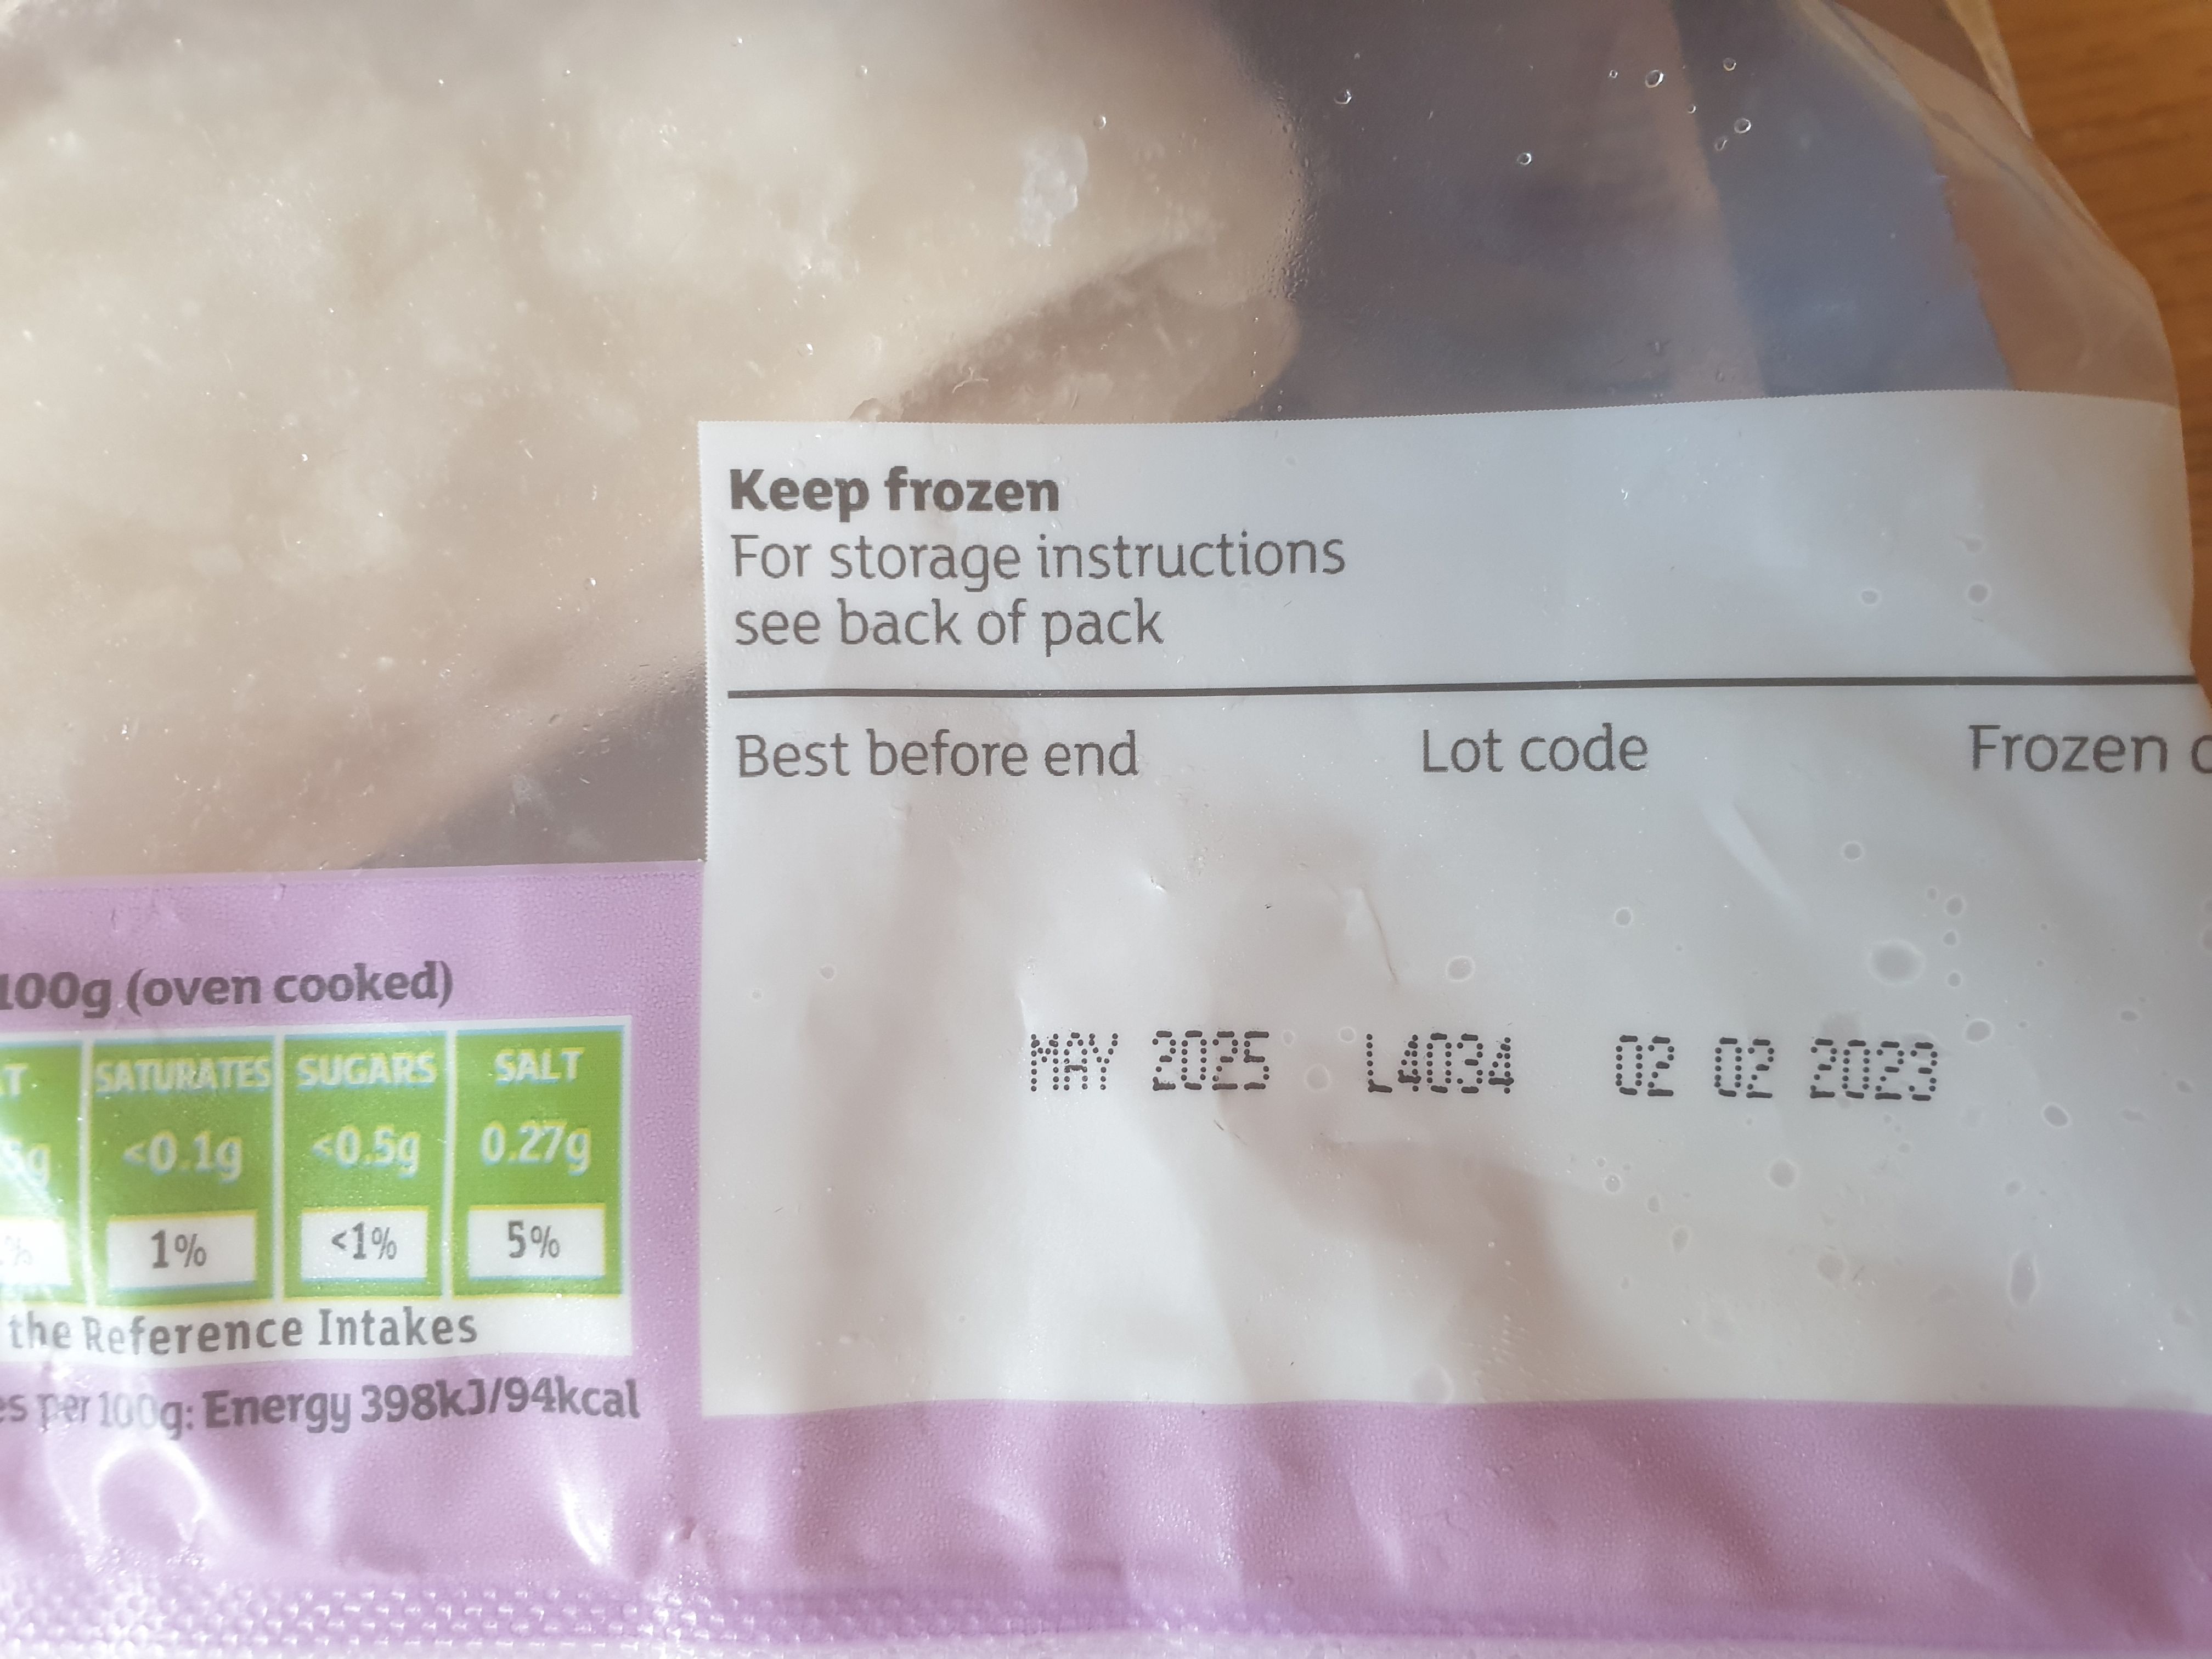 Keep frozen
For storage instructions
see back of pack
Best before end Lot code Frozen
MAY 2025 L4034 02 02 2023
100g (oven cooked)
SATURATES SUGARS SALT
<0.1g <0.5g 0.27g
1% <1% 5%
the Reference Intakes
per 100g: Energy 398kJ/94kcal